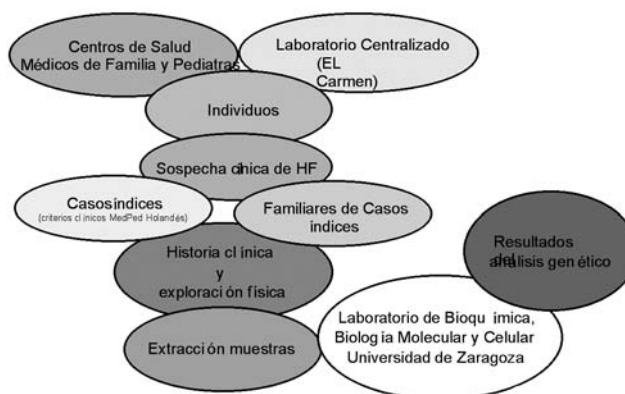 Centros de Salud
Médicos de Familia y Pediatras
Laboratorio Centralizado
(EL
Carmen)
Individuos
Sospecha clínica de HF
Casos índices
(criterios clínicos MedPed Holandés)
Familiares de Casos
índices
Historia clínica
y
exploración física
Extracción muestras
Laboratorio de Bioquímica,
Biología Molecular y Celular
Universidad de Zaragoza
Resultados
del
análisis genético